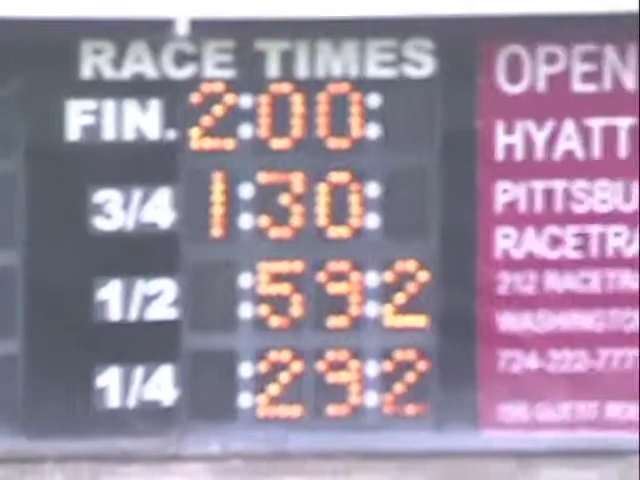 RACE TIMES
FIN. 2:00:
3/4 1:30:
1/2 :59:2
1/4 :29:2
OPEN
HYATT
PITTSBU
RACETRA
212 RACETR
WASHINGTO
724-222-777